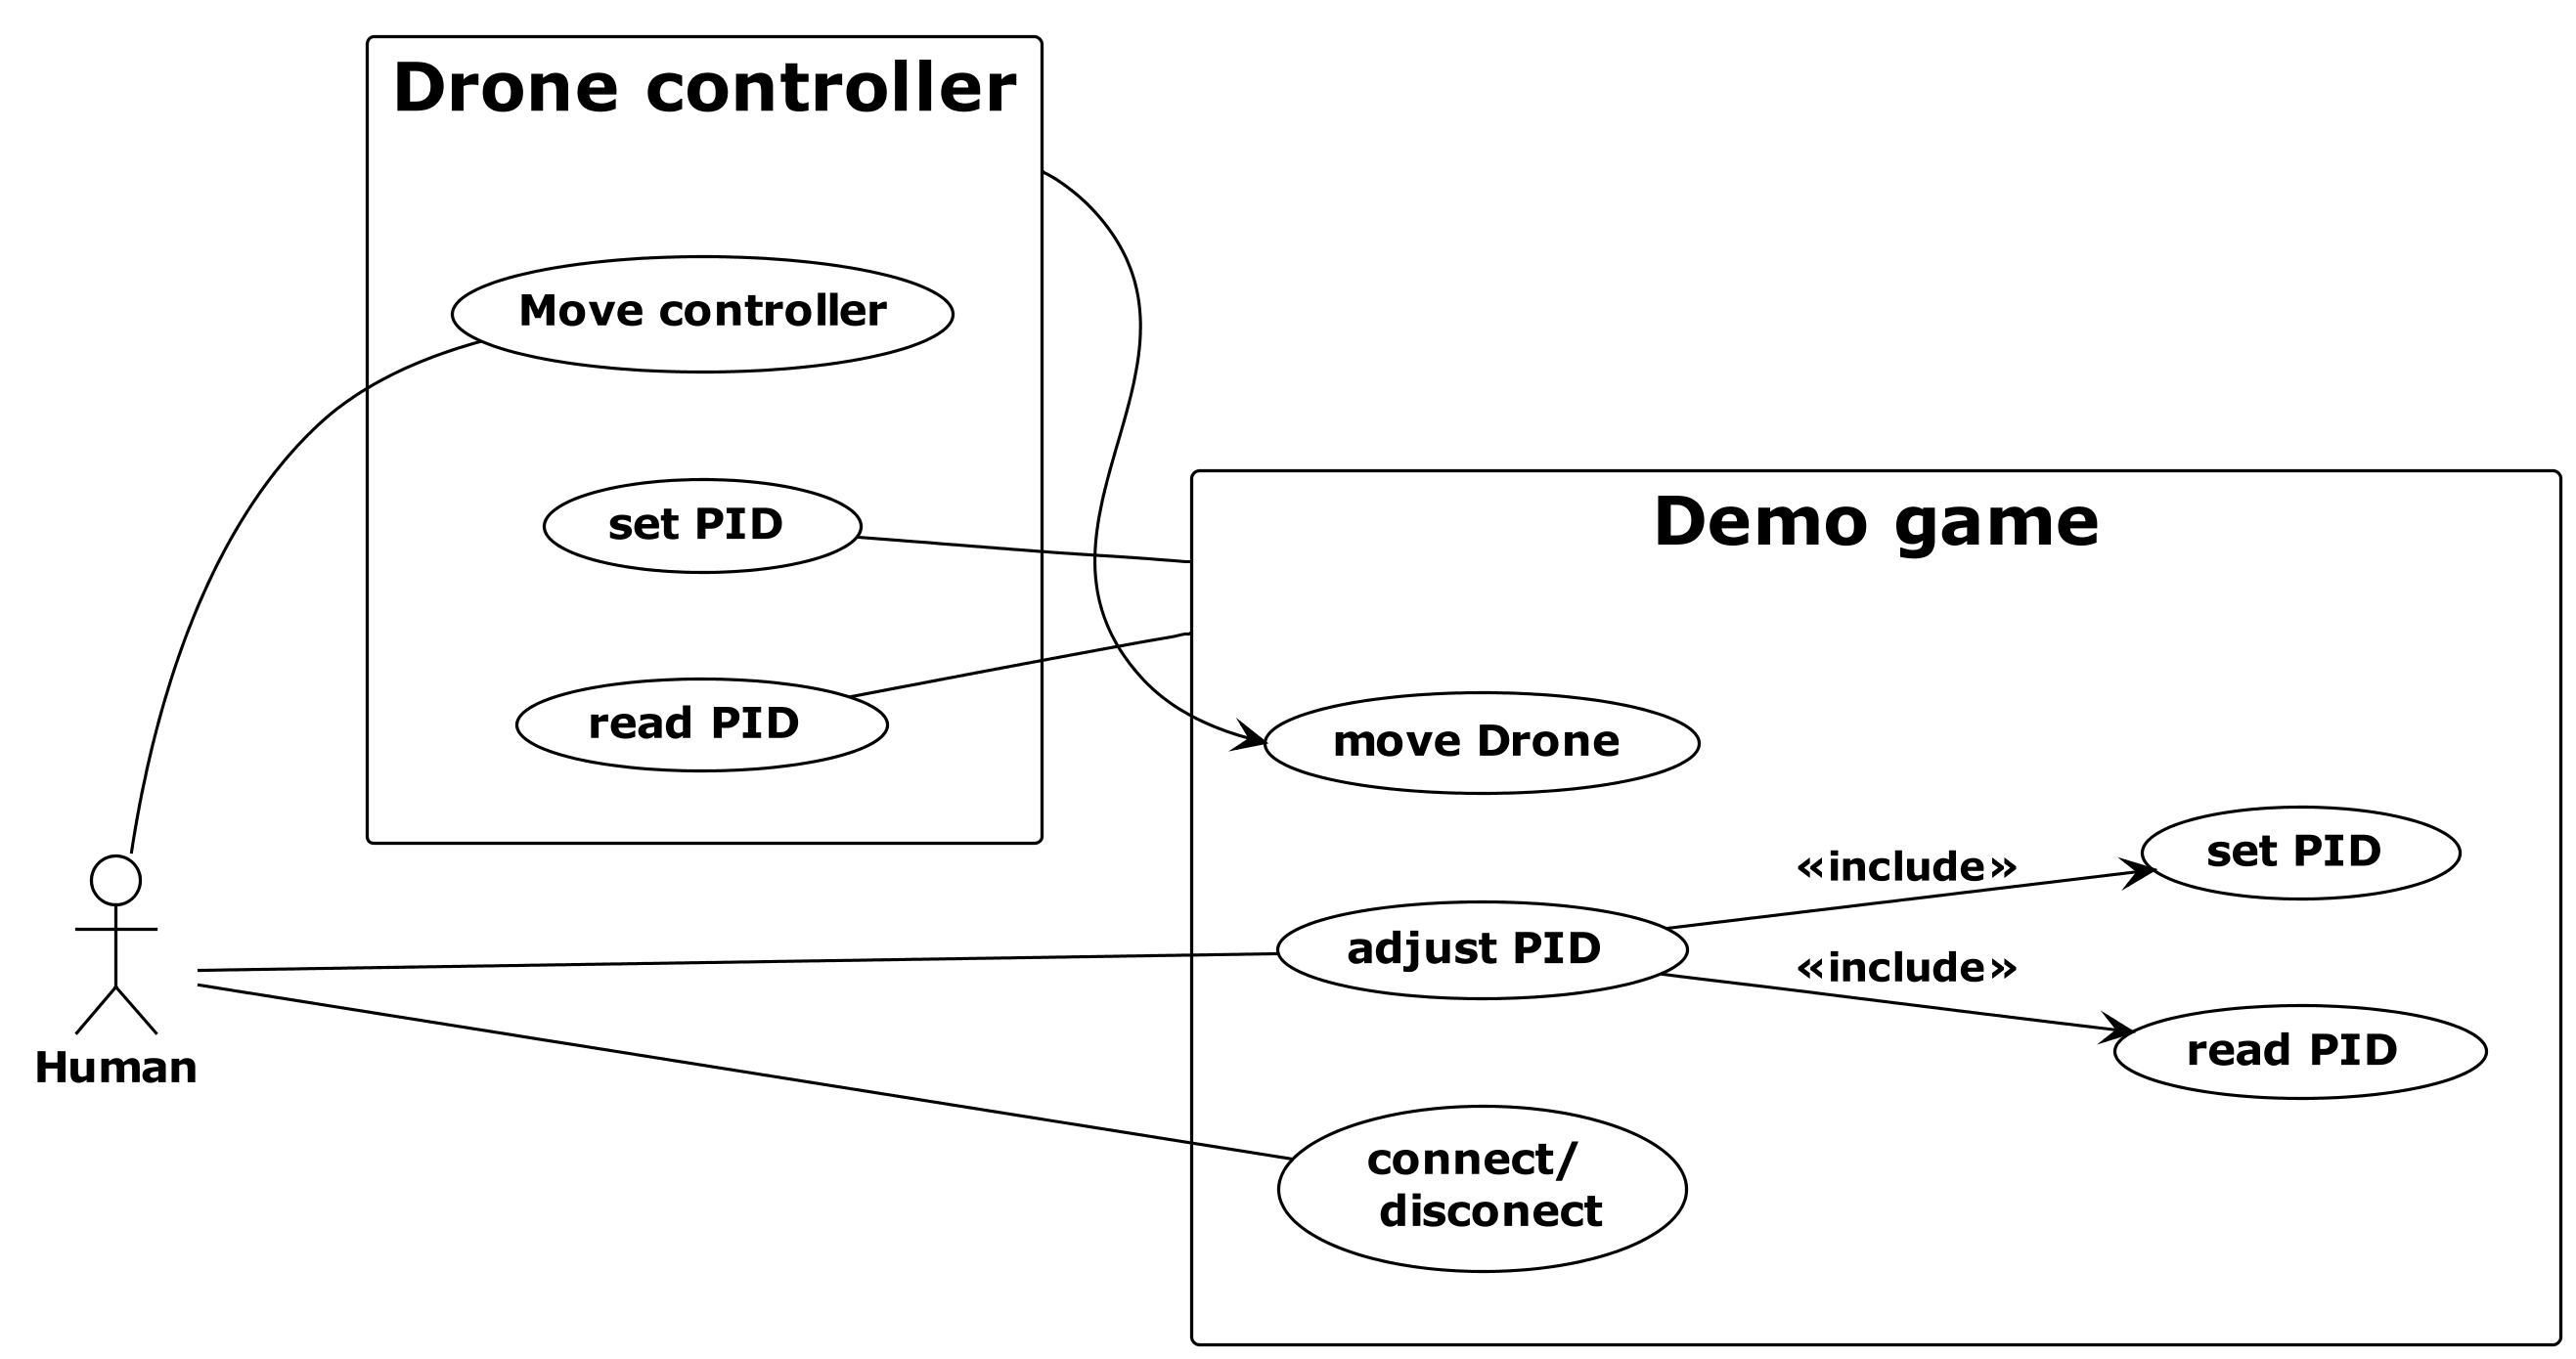 Drone controller
Move controller
set PID
read PID
Demo game
move Drone
set PID
«include»
adjust PID
«include»
read PID
Human
connect/
disconect